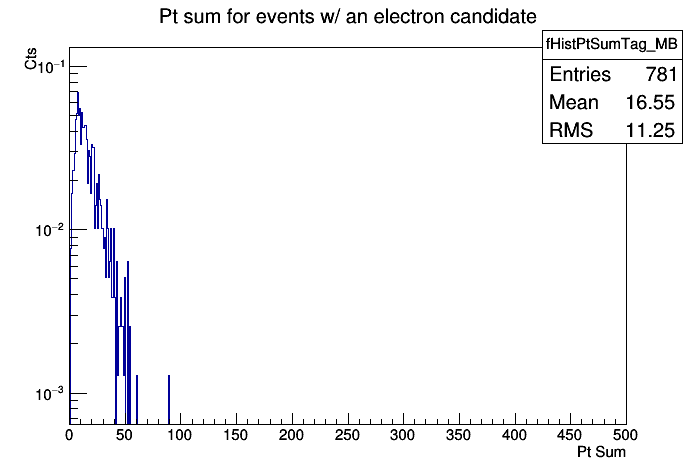 Pt sum for events w/ an electron candidate
fHistPtSumTag_MB
Entries 781
Mean 16.55
RMS 11.25
Cts
10⁻¹
10⁻²
10⁻³
0 50 100 150 200 250 300 350 400 450 500
Pt Sum